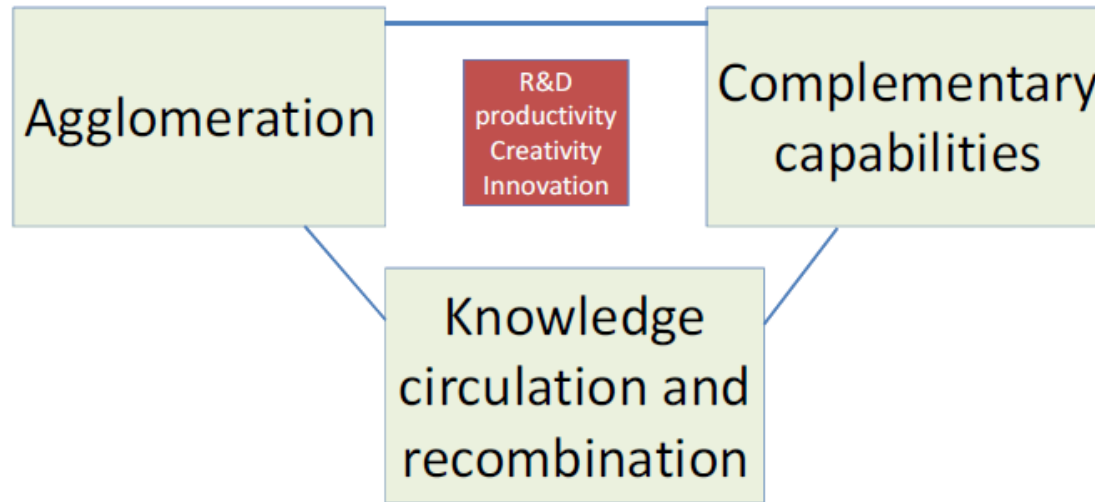 Agglomeration
R&D
productivity
Creativity
Innovation
Complementary
capabilities
Knowledge
circulation and
recombination